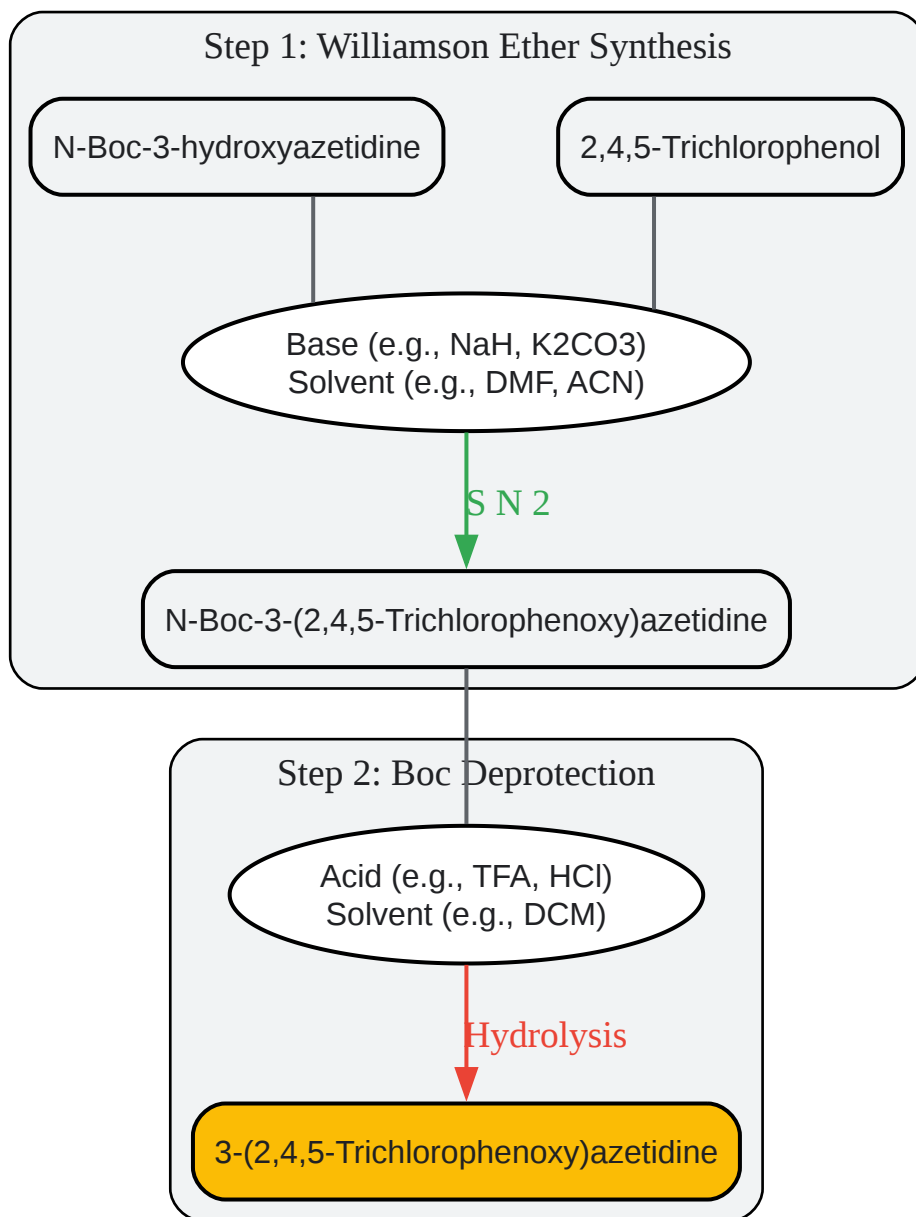 Step 1: Williamson Ether Synthesis
N-Boc-3-hydroxyazetidine
2,4,5-Trichlorophenol
Base (e.g., NaH, K2CO3)
Solvent (e.g., DMF, ACN)
S N 2
N-Boc-3-(2,4,5-Trichlorophenoxy)azetidine
Step 2: Boc Deprotection
Acid (e.g., TFA, HCl)
Solvent (e.g., DCM)
Hydrolysis
3-(2,4,5-Trichlorophenoxy)azetidine